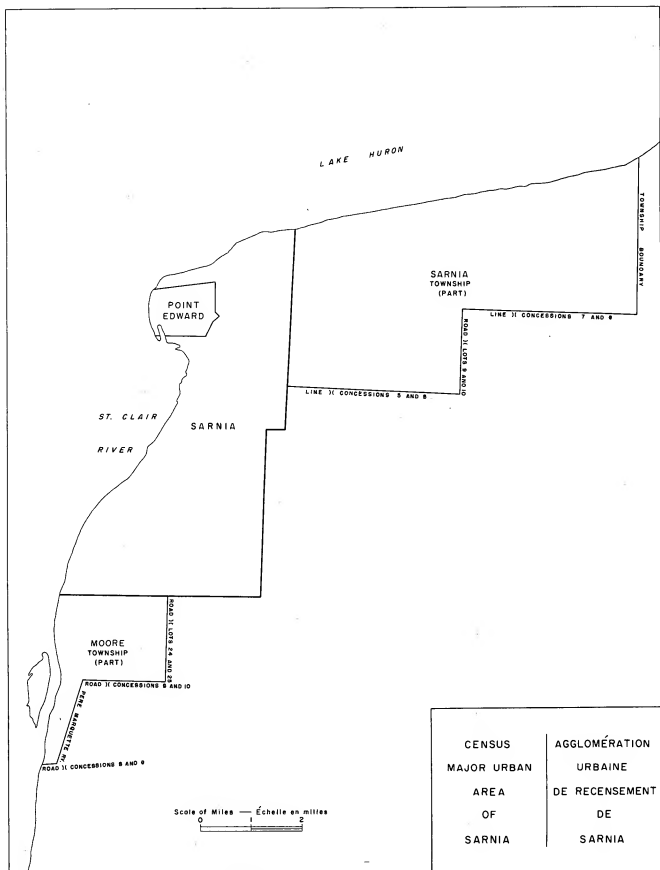 LAKE HURON
TOWNSHIP BOUNDARY
SARNIA
TOWNSHIP
(PART)
POINT
EDWARD
LINE )( CONCESSIONS 7 AND 8
ROAD )( LOTS 9 AND 10
LINE )( CONCESSIONS 5 AND 6
ST. CLAIR
RIVER
SARNIA
ROAD )( LOTS 24 AND 25
MOORE
TOWNSHIP
(PART)
ROAD )( CONCESSIONS AND 10
PERE MARQUETTE RY.
ROAD )( CONCESSIONS 8 AND 9
Scale of Miles — Échelle en milles
0 1 2
CENSUS
MAJOR URBAN
AREA
OF
SARNIA
AGGLOMÉRATION
URBAINE
DE RECENSEMENT
DE
SARNIA